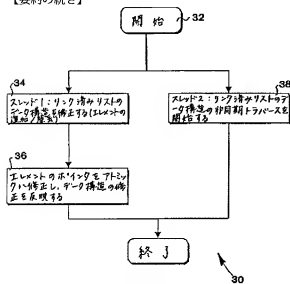 【要約の続き】
開始
32
34
スレッド1:リンク済みリストの
データ構造を修正する(エレメントの
追加/除去)
38
スレッド2:リンク済みリストのデ
ータ構造の非同期トラバースを
開始する
36
エレメントのポインタをアトミッ
クに修正し、データ構造の修
正を反映する
終了
30